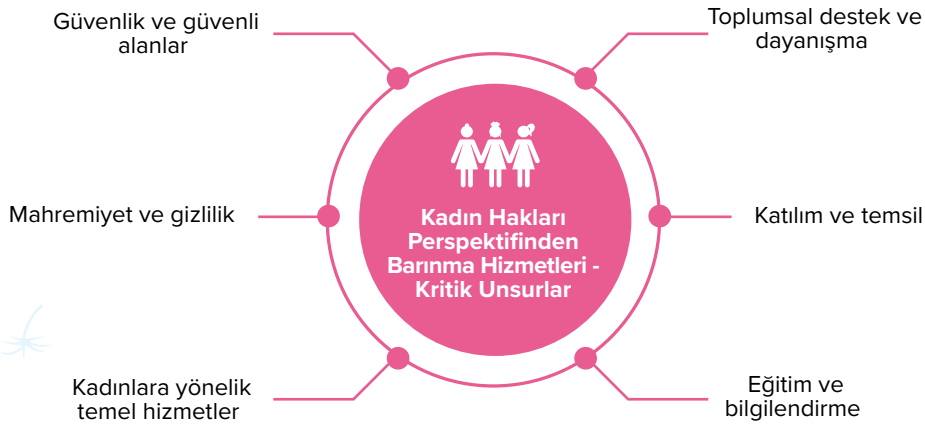 Güvenlik ve güvenli
alanlar
Toplumsal destek ve
dayanışma
Mahremiyet ve gizlilik
Kadın Hakları
Perspektifinden
Barınma Hizmetleri -
Kritik Unsurlar
Katılım ve temsil
Kadınlara yönelik
temel hizmetler
Eğitim ve
bilgilendirme